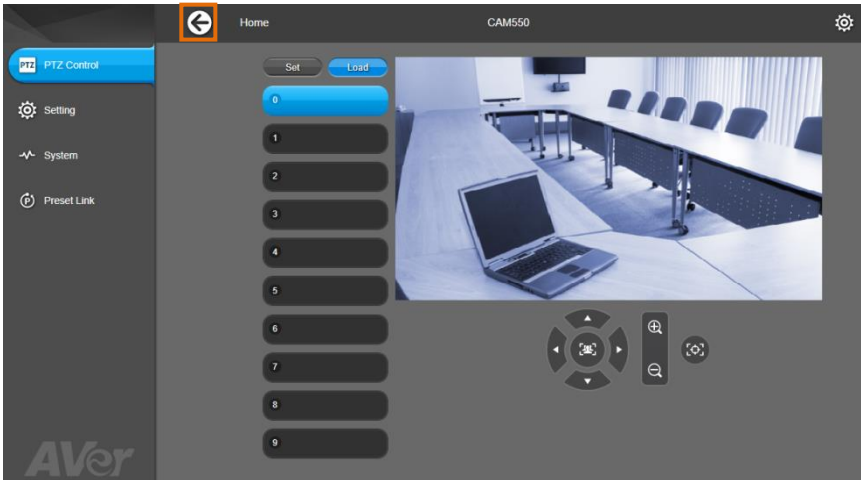 Home CAM550
PTZ PTZ Control
Setting
System
P Preset Link
Set Load
0
1
2
3
4
5
6
7
8
9
AVer